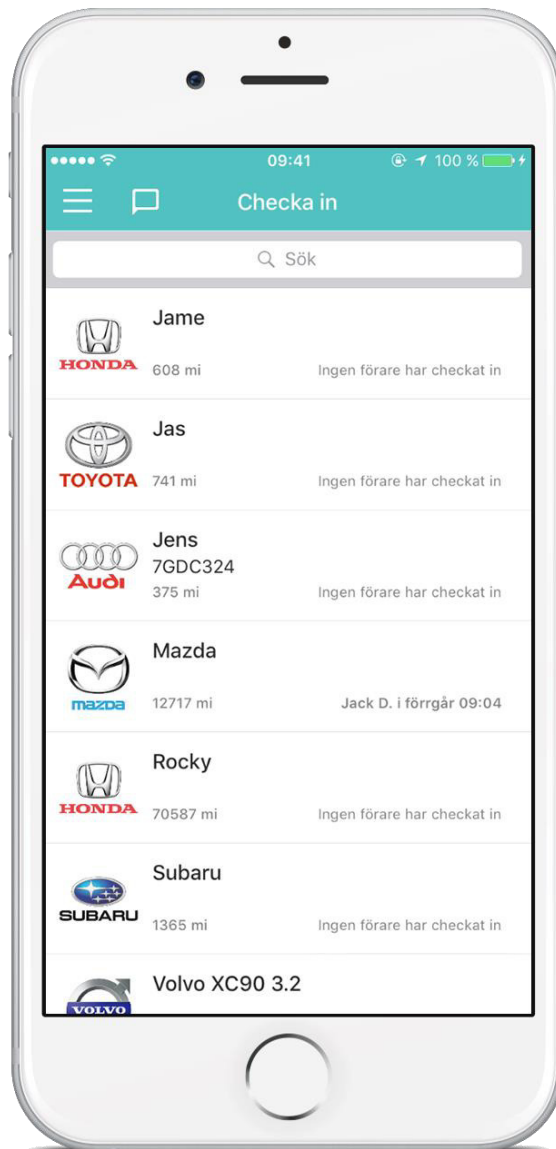 09:41 100 %
Checka in
Sök
Jame
HONDA
608 mi Ingen förare har checkat in
Jas
TOYOTA
741 mi Ingen förare har checkat in
Jens
7GDC324
Audi
375 mi Ingen förare har checkat in
Mazda
mazda
12717 mi Jack D. i förrgår 09:04
Rocky
HONDA
70587 mi Ingen förare har checkat in
Subaru
SUBARU
1365 mi Ingen förare har checkat in
Volvo XC90 3.2
VOLVO